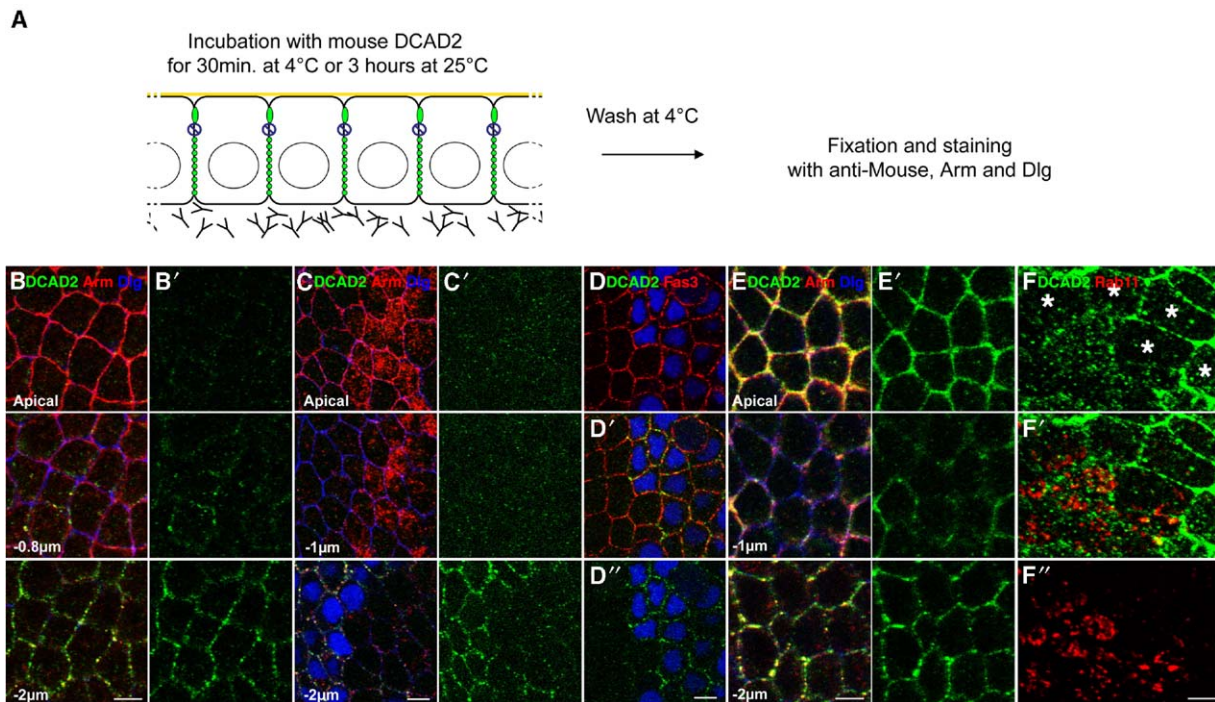 A
Incubation with mouse DCAD2
for 30min. at 4°C or 3 hours at 25°C
Wash at 4°C
Fixation and staining
with anti-Mouse, Arm and Dlg
B DCAD2 Arm Dlg
B′
C DCAD2 Arm Dlg
C′
D DCAD2 Fas3
E DCAD2 Arm Dlg
E′
F DCAD2 Rab11
* * * * *
Apical
Apical
Apical
D′
F′
-0.8µm
-1µm
-1µm
D″
F″
-2µm
-2µm
-2µm